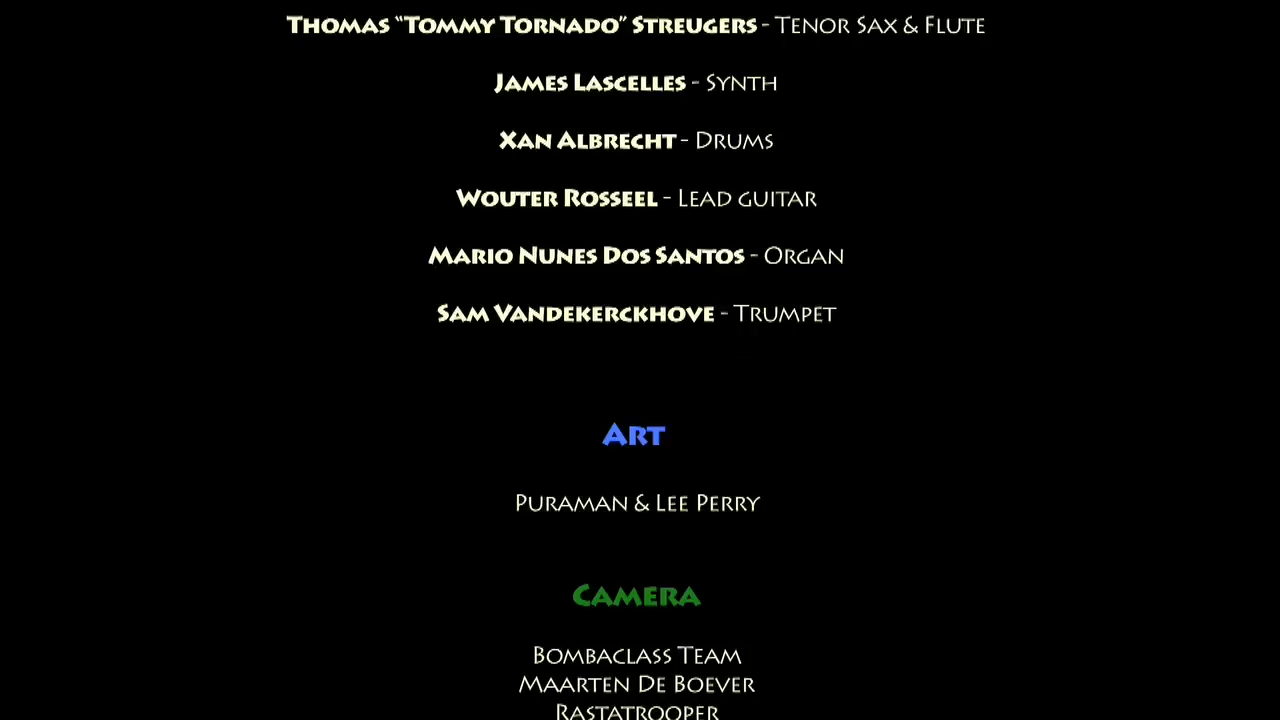 Thomas “Tommy Tornado” Streugers - Tenor Sax & Flute
James Lascelles - Synth
Xan Albrecht - Drums
Wouter Rosseel - Lead guitar
Mario Nunes Dos Santos - Organ
Sam Vandekerckhove - Trumpet
Art
Puraman & Lee Perry
Camera
Bombaclass Team
Maarten De Boever
Rastatrooper